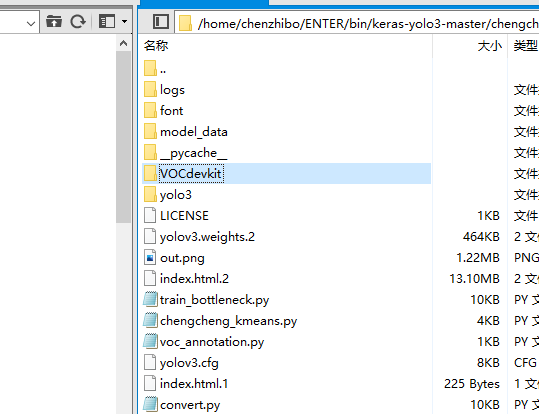 /home/chenzhibo/ENTER/bin/keras-yolo3-master/chengch
名称 大小 类型
..
logs 文件
font 文件
model_data 文件
__pycache__ 文件
VOCdevkit 文件
yolo3 文件
LICENSE 1KB 文件
yolov3.weights.2 464KB 2 文件
out.png 1.22MB PNG
index.html.2 13.10MB 2 文件
train_bottleneck.py 10KB PY 文
chengcheng_kmeans.py 4KB PY 文
voc_annotation.py 1KB PY 文
yolov3.cfg 8KB CFG
index.html.1 225 Bytes 1 文件
convert.py 10KB PY 文